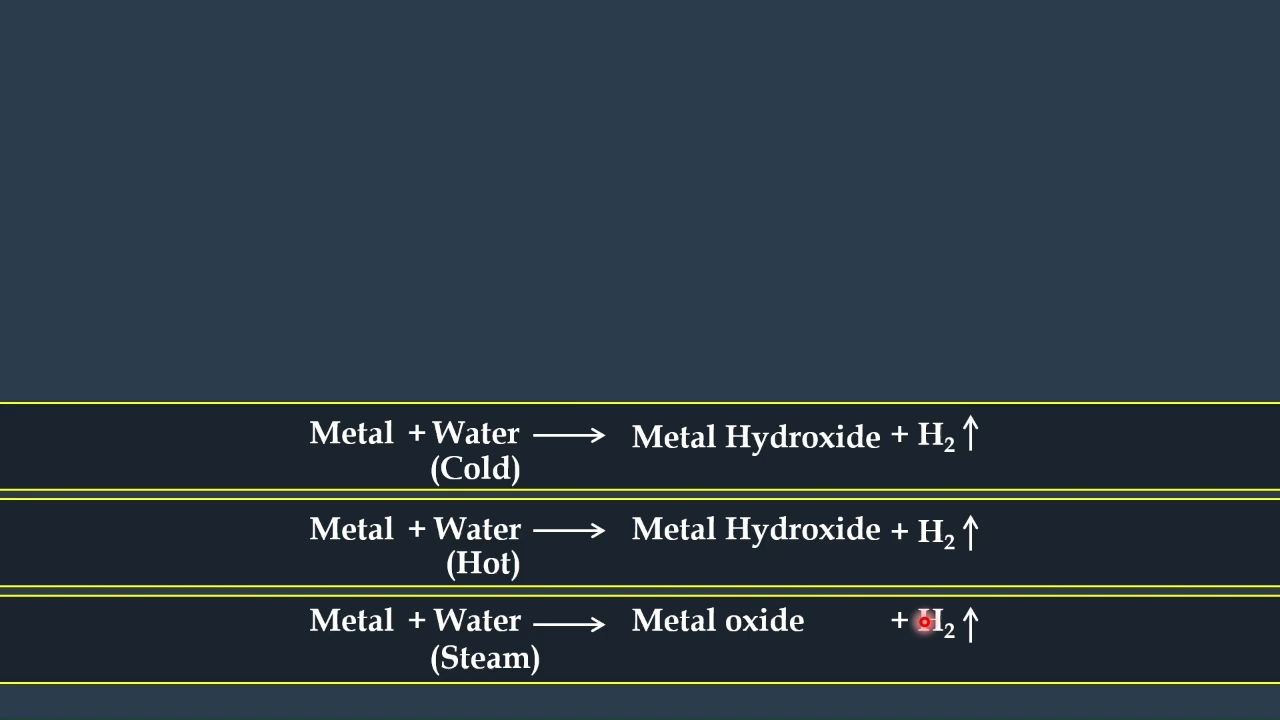 Metal + Water ⟶ Metal Hydroxide + H₂ ↑
(Cold)
Metal + Water ⟶ Metal Hydroxide + H₂ ↑
(Hot)
Metal + Water ⟶ Metal oxide + H₂ ↑
(Steam)